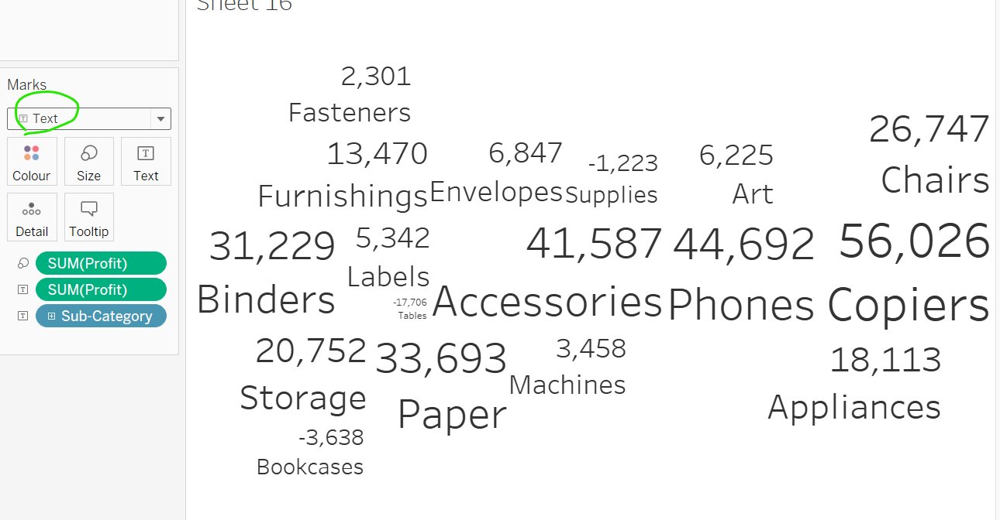 Sheet 16
Marks
Text
Colour
Size
Text
Detail
Tooltip
SUM(Profit)
SUM(Profit)
Sub-Category
2,301
Fasteners
13,470
Furnishings
6,847
Envelopes
-1,223
Supplies
6,225
Art
26,747
Chairs
31,229
Binders
5,342
Labels
-17,706
Tables
41,587
Accessories
44,692
Phones
56,026
Copiers
20,752
Storage
33,693
Paper
3,458
Machines
18,113
Appliances
-3,638
Bookcases